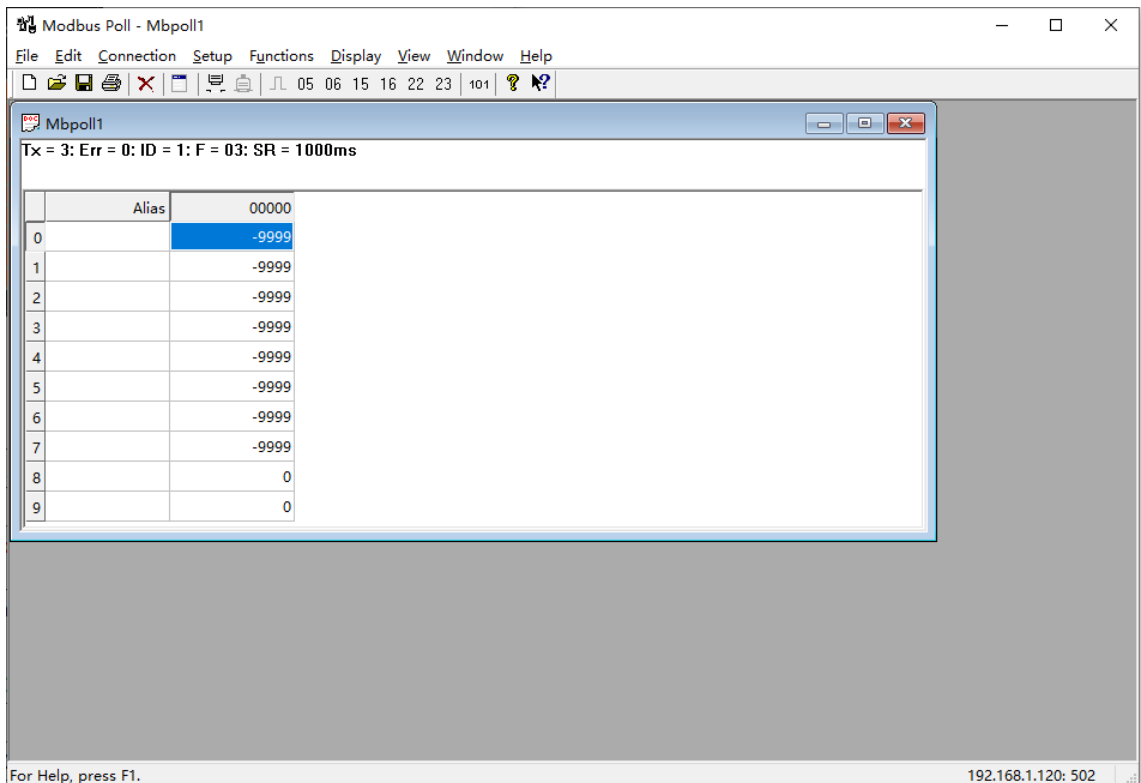 Modbus Poll - Mbpoll1
File Edit Connection Setup Functions Display View Window Help
05 06 15 16 22 23 101
Mbpoll1
Tx = 3: Err = 0: ID = 1: F = 03: SR = 1000ms
Alias 00000
0 -9999
1 -9999
2 -9999
3 -9999
4 -9999
5 -9999
6 -9999
7 -9999
8 0
9 0
For Help, press F1. 192.168.1.120: 502